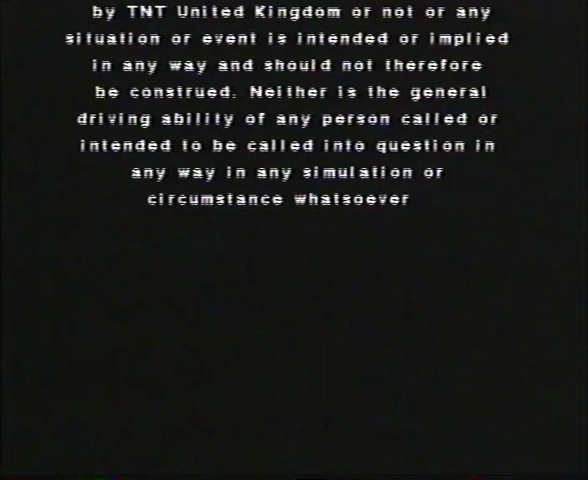 by TNT United Kingdom or not or any
situation or event is intended or implied
in any way and should not therefore
be construed. Neither is the general
driving ability of any person called or
intended to be called into question in
any way in any simulation or
circumstance whatsoever